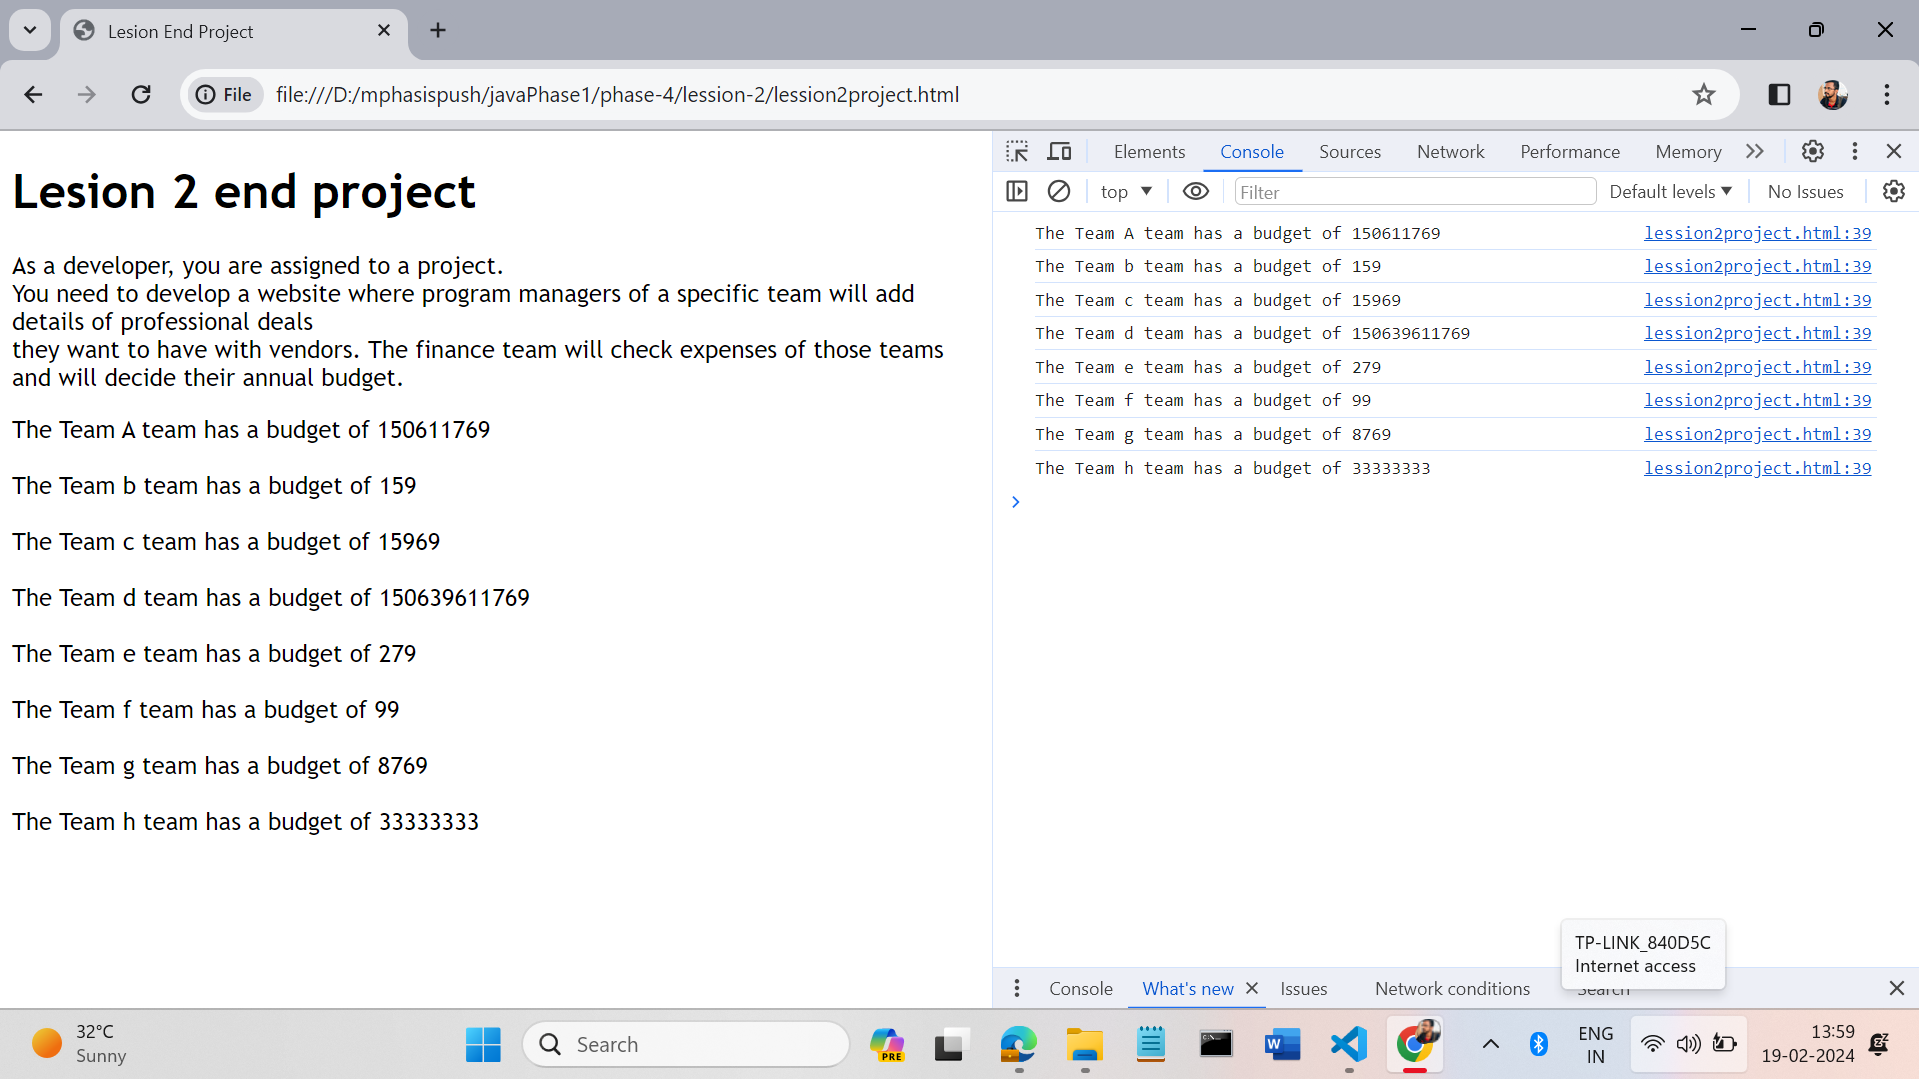 Lesion End Project
File
file:///D:/mphasispush/javaPhase1/phase-4/lession-2/lession2project.html
Lesion 2 end project
As a developer, you are assigned to a project.
You need to develop a website where program managers of a specific team will add
details of professional deals
they want to have with vendors. The finance team will check expenses of those teams
and will decide their annual budget.
The Team A team has a budget of 150611769
The Team b team has a budget of 159
The Team c team has a budget of 15969
The Team d team has a budget of 150639611769
The Team e team has a budget of 279
The Team f team has a budget of 99
The Team g team has a budget of 8769
The Team h team has a budget of 33333333
Elements Console Sources Network Performance Memory
top Filter Default levels No Issues
The Team A team has a budget of 150611769 lession2project.html:39
The Team b team has a budget of 159 lession2project.html:39
The Team c team has a budget of 15969 lession2project.html:39
The Team d team has a budget of 150639611769 lession2project.html:39
The Team e team has a budget of 279 lession2project.html:39
The Team f team has a budget of 99 lession2project.html:39
The Team g team has a budget of 8769 lession2project.html:39
The Team h team has a budget of 33333333 lession2project.html:39
TP-LINK_840D5C
Internet access
Console What's new Issues Network conditions Search
32°C
Sunny
Search
PRE
ENG
IN
13:59
19-02-2024